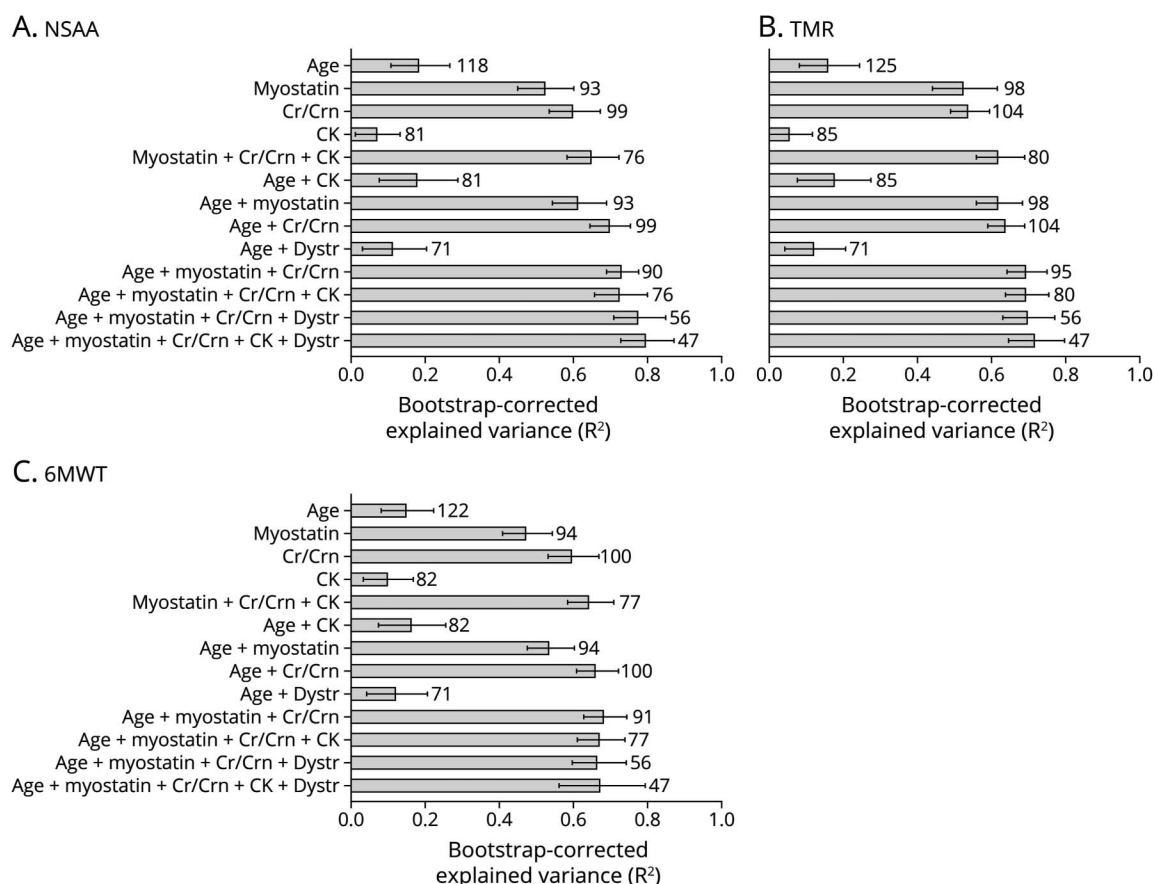 A. NSAA
Age 118
Myostatin 93
Cr/Crn 99
CK 81
Myostatin + Cr/Crn + CK 76
Age + CK 81
Age + myostatin 93
Age + Cr/Crn 99
Age + Dystr 71
Age + myostatin + Cr/Crn 90
Age + myostatin + Cr/Crn + CK 76
Age + myostatin + Cr/Crn + Dystr 56
Age + myostatin + Cr/Crn + CK + Dystr 47
0.0 0.2 0.4 0.6 0.8 1.0
Bootstrap-corrected
explained variance (R²)
B. TMR
125
98
104
85
80
85
98
104
71
95
80
56
47
0.0 0.2 0.4 0.6 0.8 1.0
Bootstrap-corrected
explained variance (R²)
C. 6MWT
Age 122
Myostatin 94
Cr/Crn 100
CK 82
Myostatin + Cr/Crn + CK 77
Age + CK 82
Age + myostatin 94
Age + Cr/Crn 100
Age + Dystr 71
Age + myostatin + Cr/Crn 91
Age + myostatin + Cr/Crn + CK 77
Age + myostatin + Cr/Crn + Dystr 56
Age + myostatin + Cr/Crn + CK + Dystr 47
0.0 0.2 0.4 0.6 0.8 1.0
Bootstrap-corrected
explained variance (R²)